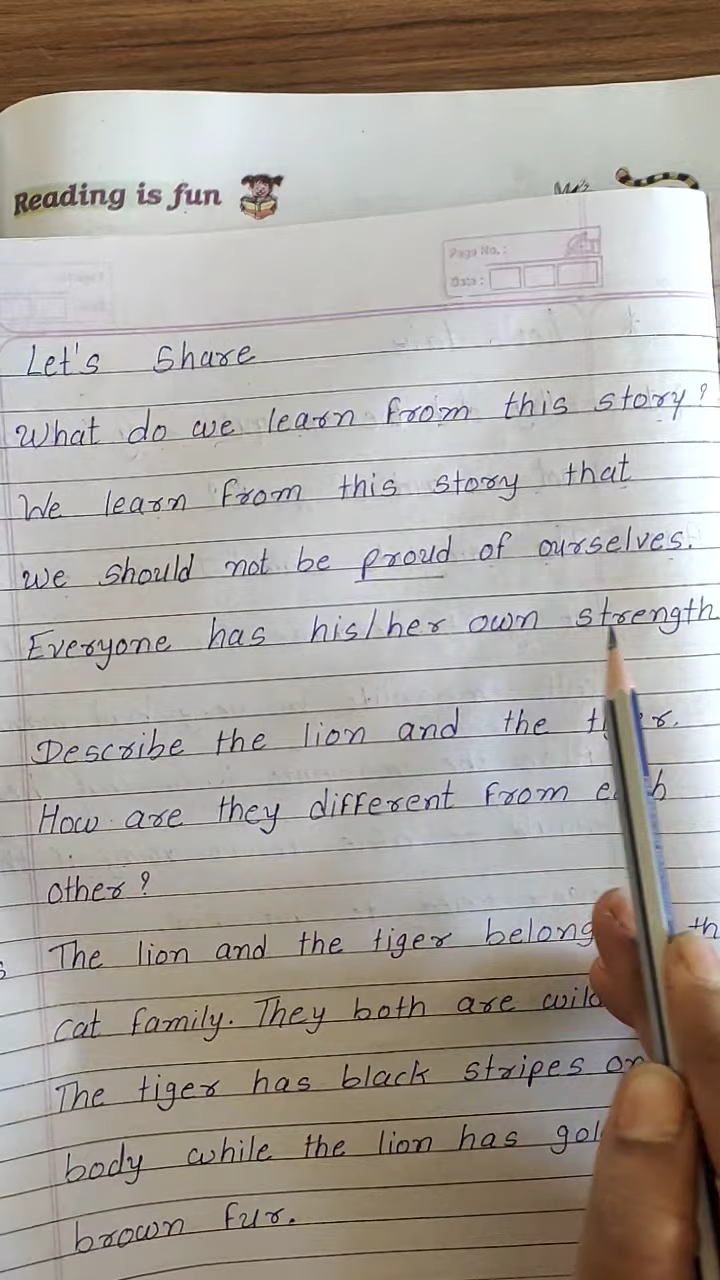 Reading is fun
Page No.:
Date:
Let's Share
What do we learn from this story?
We learn from this story that
we should not be proud of ourselves.
Everyone has his/her own strength
Describe the lion and the
How are they different from
other?
The lion and the tiger belong
cat family. They both are
The tiger has black stripes
body while the lion has
brown fur.